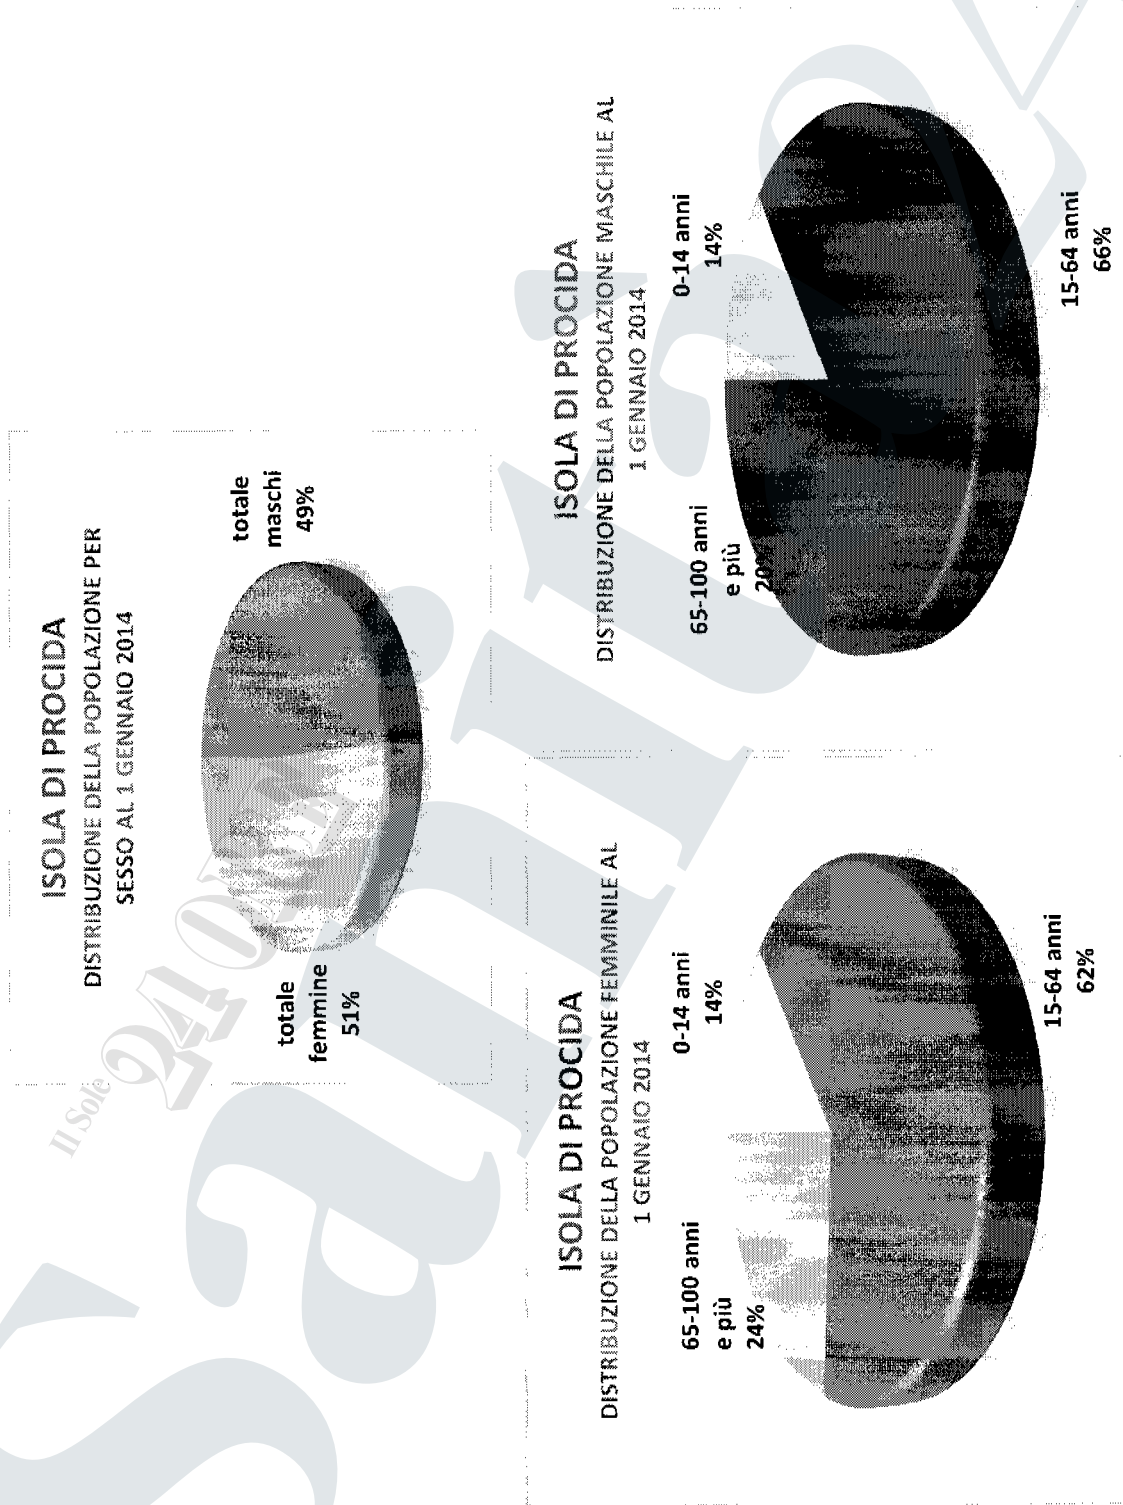 ISOLA DI PROCIDA
DISTRIBUZIONE DELLA POPOLAZIONE PER
SESSO AL 1 GENNAIO 2014
totale
maschi
49%
totale
femmine
51%
ISOLA DI PROCIDA
DISTRIBUZIONE DELLA POPOLAZIONE FEMMINILE AL
1 GENNAIO 2014
0-14 anni
14%
65-100 anni
e più
24%
15-64 anni
62%
ISOLA DI PROCIDA
DISTRIBUZIONE DELLA POPOLAZIONE MASCHILE AL
1 GENNAIO 2014
0-14 anni
14%
65-100 anni
e più
20%
15-64 anni
66%
Il Sole
24 ORE
Sanità24